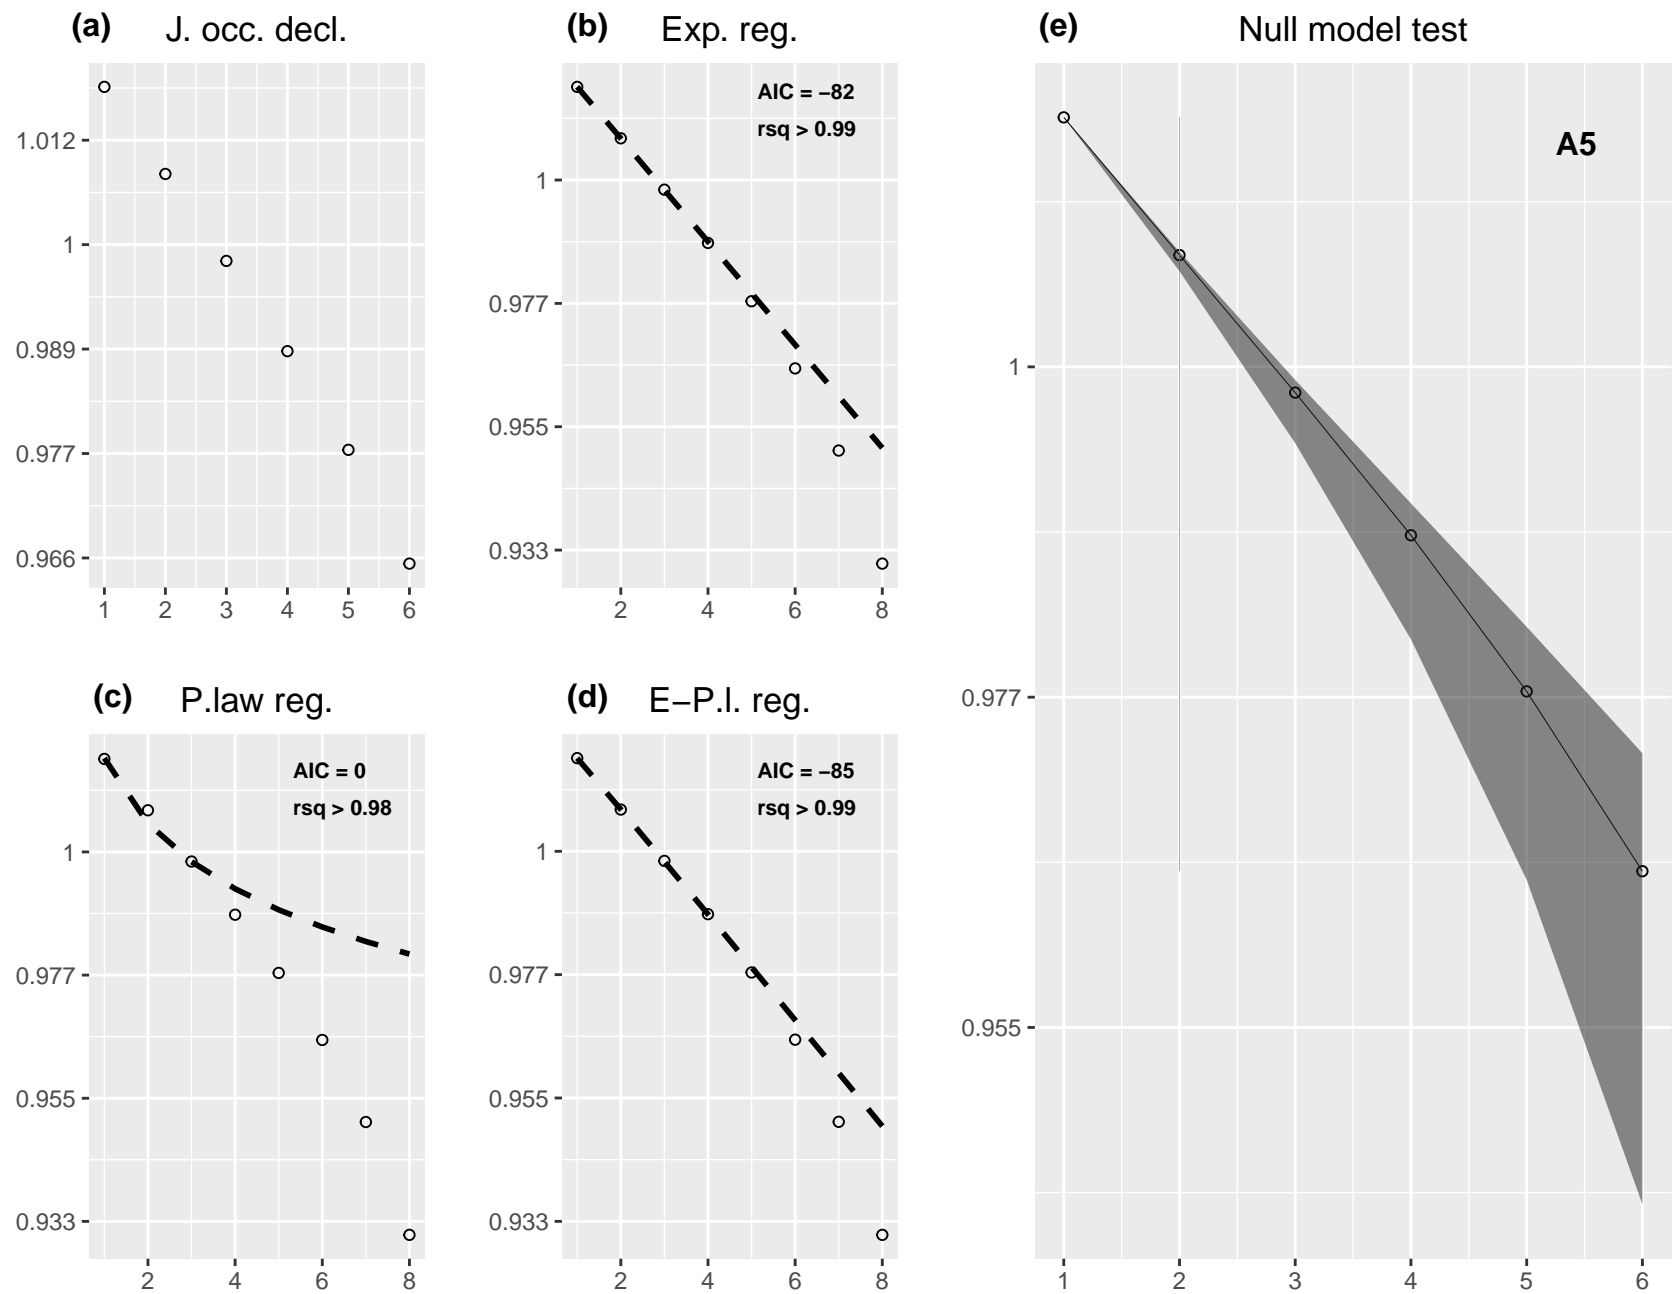 (a) J. occ. decl.
1.012
1
0.989
0.977
0.966
1 2 3 4 5 6
(b) Exp. reg.
AIC = −82
rsq > 0.99
1
0.977
0.955
0.933
2 4 6 8
(c) P.law reg.
AIC = 0
rsq > 0.98
1
0.977
0.955
0.933
2 4 6 8
(d) E−P.l. reg.
AIC = −85
rsq > 0.99
1
0.977
0.955
0.933
2 4 6 8
(e) Null model test
A5
1
0.977
0.955
1 2 3 4 5 6